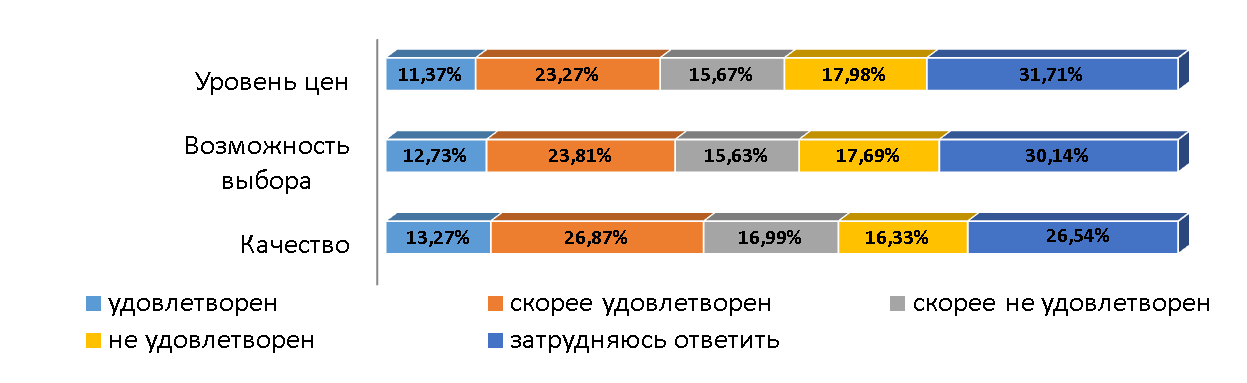 Уровень цен
11,37% 23,27% 15,67% 17,98% 31,71%
Возможность
выбора
12,73% 23,81% 15,63% 17,69% 30,14%
Качество
13,27% 26,87% 16,99% 16,33% 26,54%
удовлетворен скорее удовлетворен скорее не удовлетворен
не удовлетворен затрудняюсь ответить